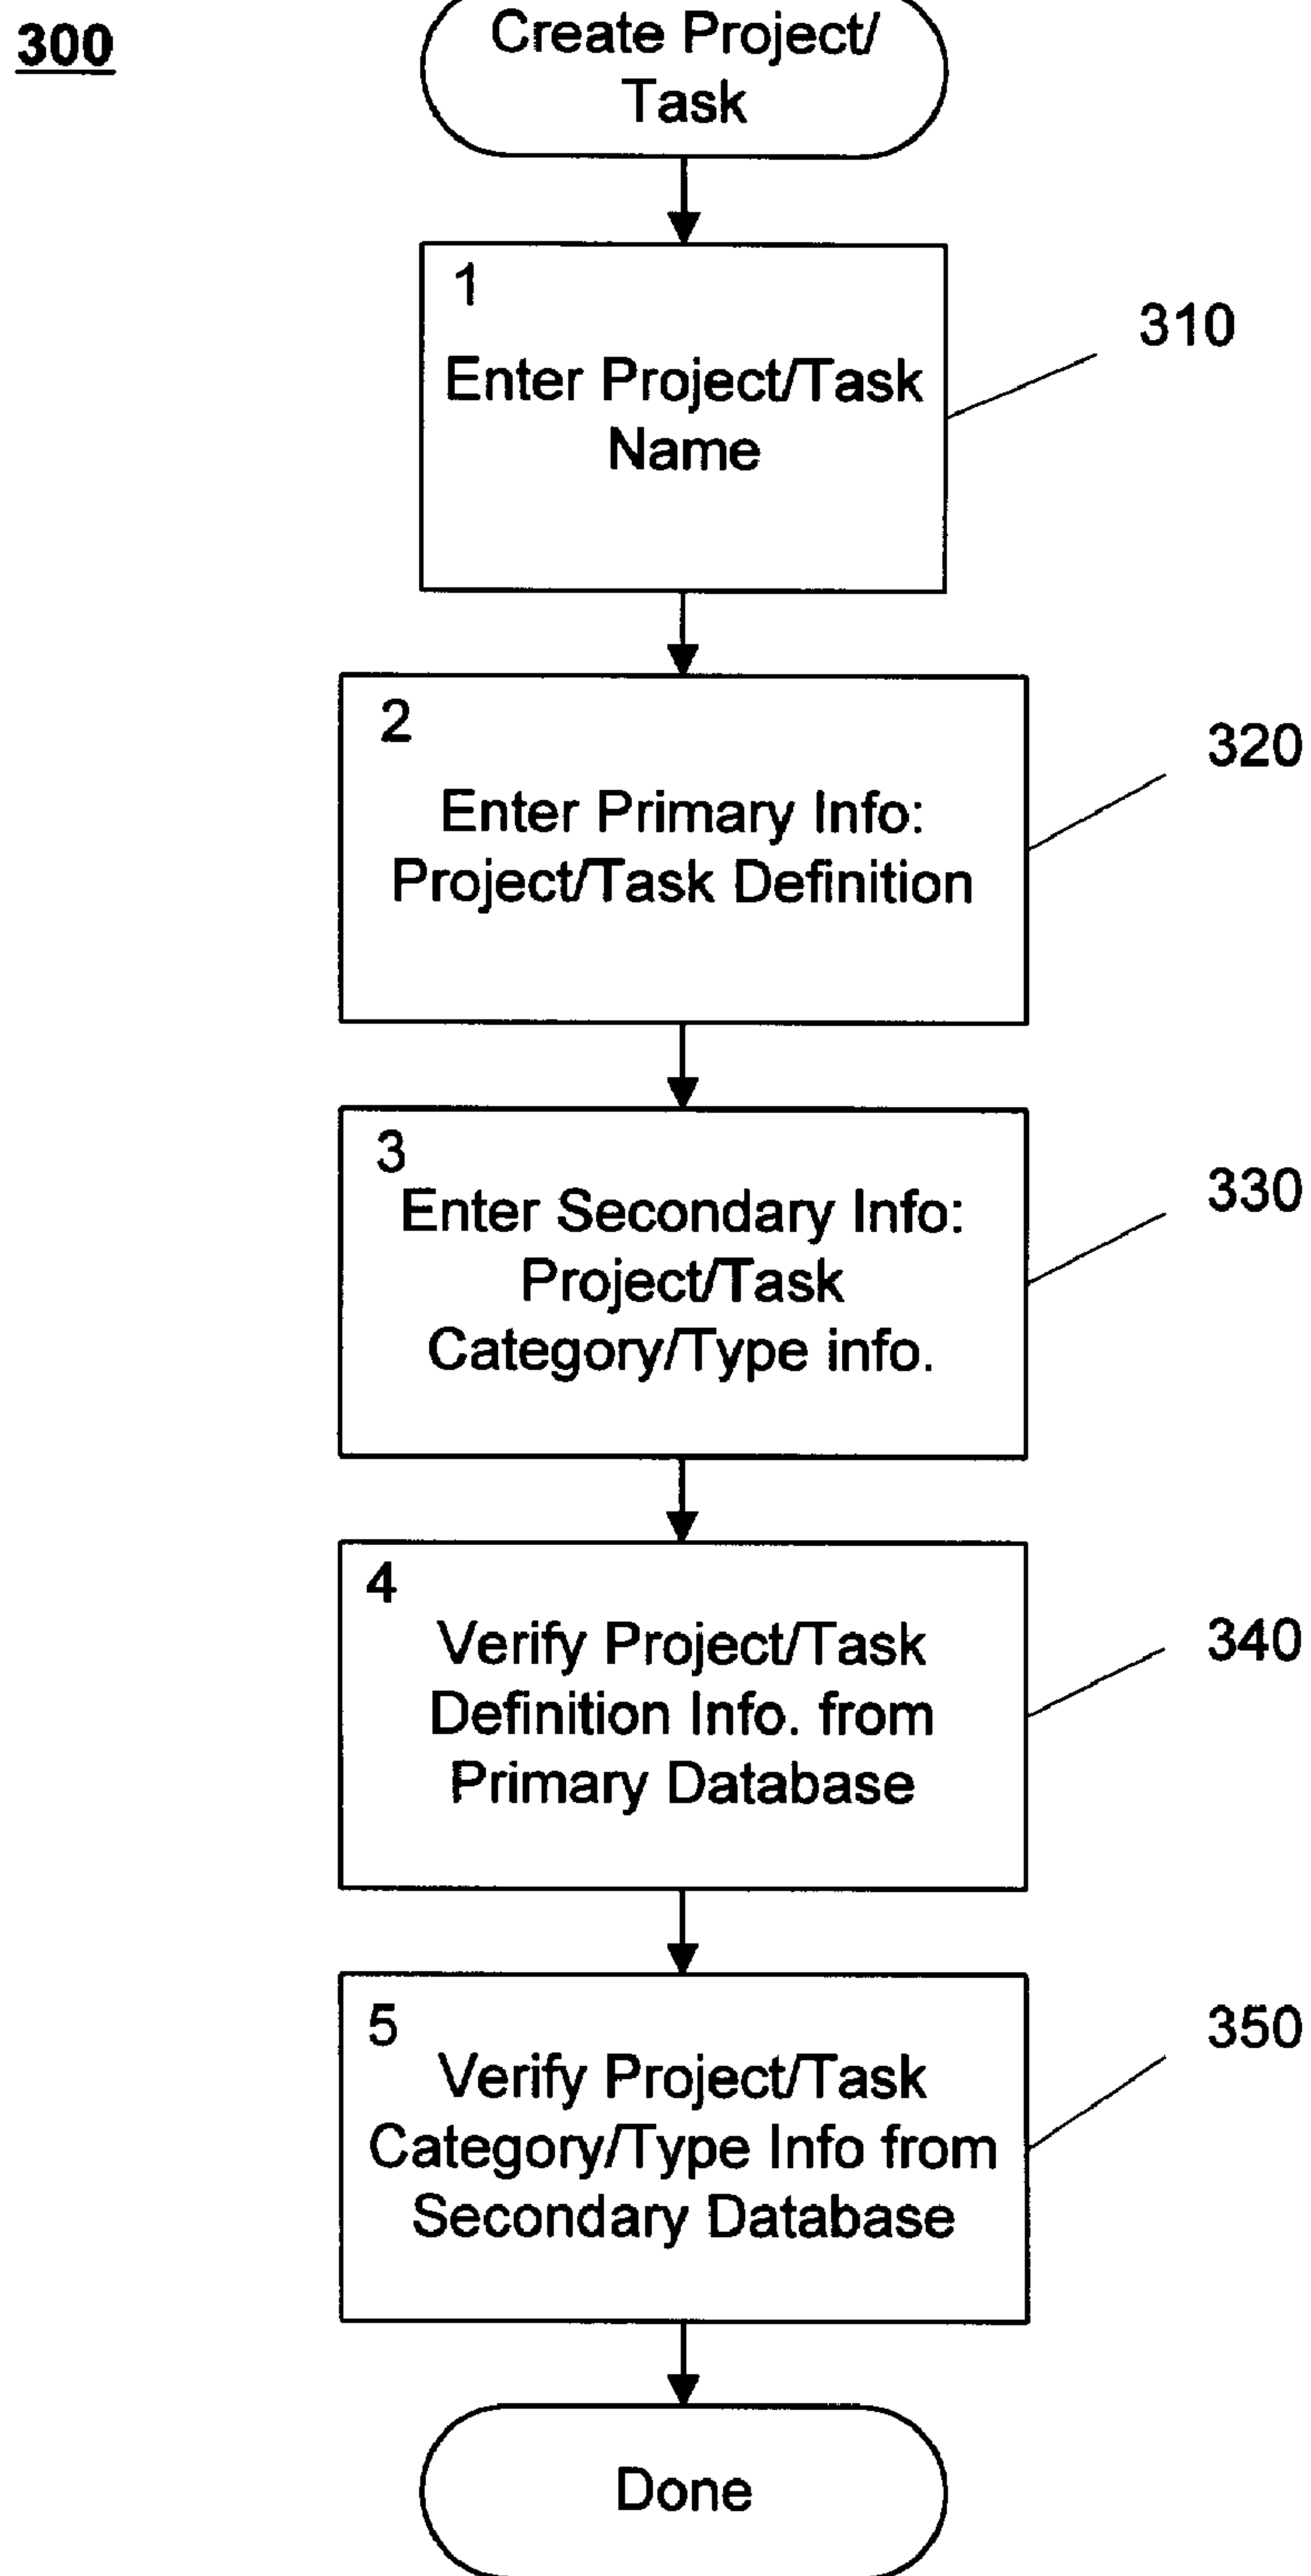 300
Create Project/
Task
1
Enter Project/Task
Name
310
2
Enter Primary Info:
Project/Task Definition
320
3
Enter Secondary Info:
Project/Task
Category/Type info.
330
4
Verify Project/Task
Definition Info. from
Primary Database
340
5
Verify Project/Task
Category/Type Info from
Secondary Database
350
Done